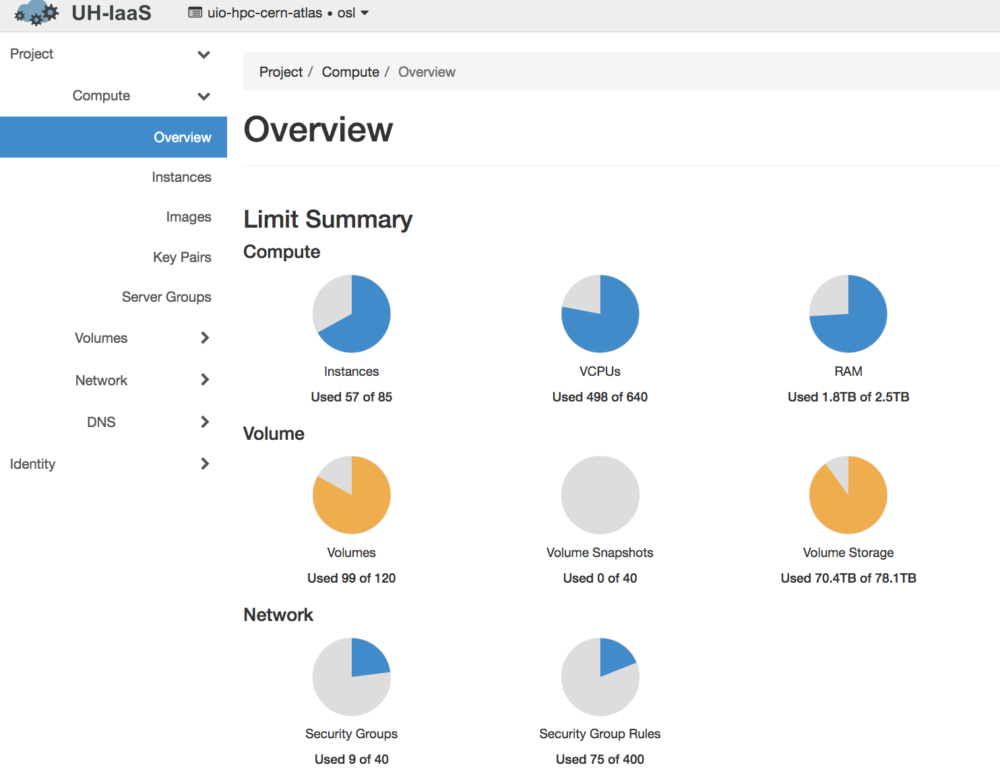 UH-IaaS
uio-hpc-cern-atlas • osl
Project
Compute
Overview
Instances
Images
Key Pairs
Server Groups
Volumes
Network
DNS
Identity
Project / Compute / Overview
Overview
Limit Summary
Compute
Instances
Used 57 of 85
VCPUs
Used 498 of 640
RAM
Used 1.8TB of 2.5TB
Volume
Volumes
Used 99 of 120
Volume Snapshots
Used 0 of 40
Volume Storage
Used 70.4TB of 78.1TB
Network
Security Groups
Used 9 of 40
Security Group Rules
Used 75 of 400